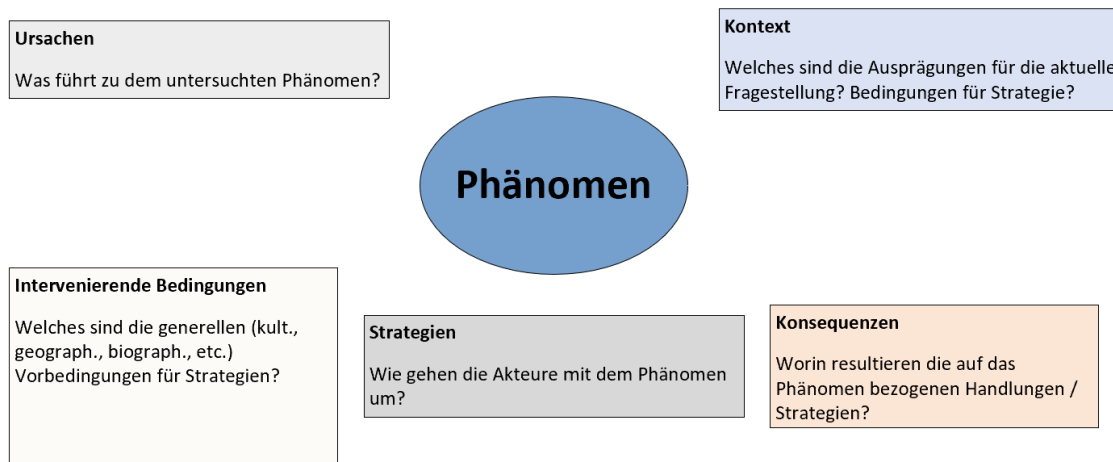 Ursachen
Was führt zu dem untersuchten Phänomen?
Kontext
Welches sind die Ausprägungen für die aktuelle
Fragestellung? Bedingungen für Strategie?
Phänomen
Intervenierende Bedingungen
Welches sind die generellen (kult.,
geograph., biograph., etc.)
Vorbedingungen für Strategien?
Strategien
Wie gehen die Akteure mit dem Phänomen
um?
Konsequenzen
Worin resultieren die auf das
Phänomen bezogenen Handlungen /
Strategien?